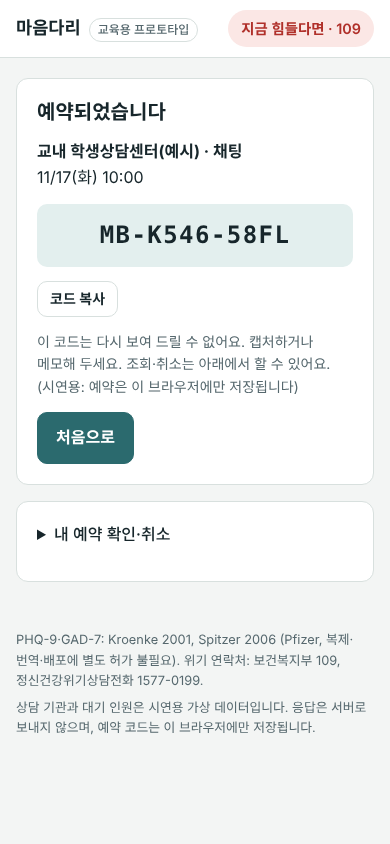 마음다리 교육용 프로토타입 지금 힘들다면 · 109
예약되었습니다
교내 학생상담센터(예시) · 채팅
11/17(화) 10:00
MB-K546-58FL
코드 복사
이 코드는 다시 보여 드릴 수 없어요. 캡처하거나
메모해 두세요. 조회·취소는 아래에서 할 수 있어요.
(시연용: 예약은 이 브라우저에만 저장됩니다)
처음으로
▶ 내 예약 확인·취소
PHQ-9·GAD-7: Kroenke 2001, Spitzer 2006 (Pfizer, 복제·
번역·배포에 별도 허가 불필요). 위기 연락처: 보건복지부 109,
정신건강위기상담전화 1577-0199.
상담 기관과 대기 인원은 시연용 가상 데이터입니다. 응답은 서버로
보내지 않으며, 예약 코드는 이 브라우저에만 저장됩니다.